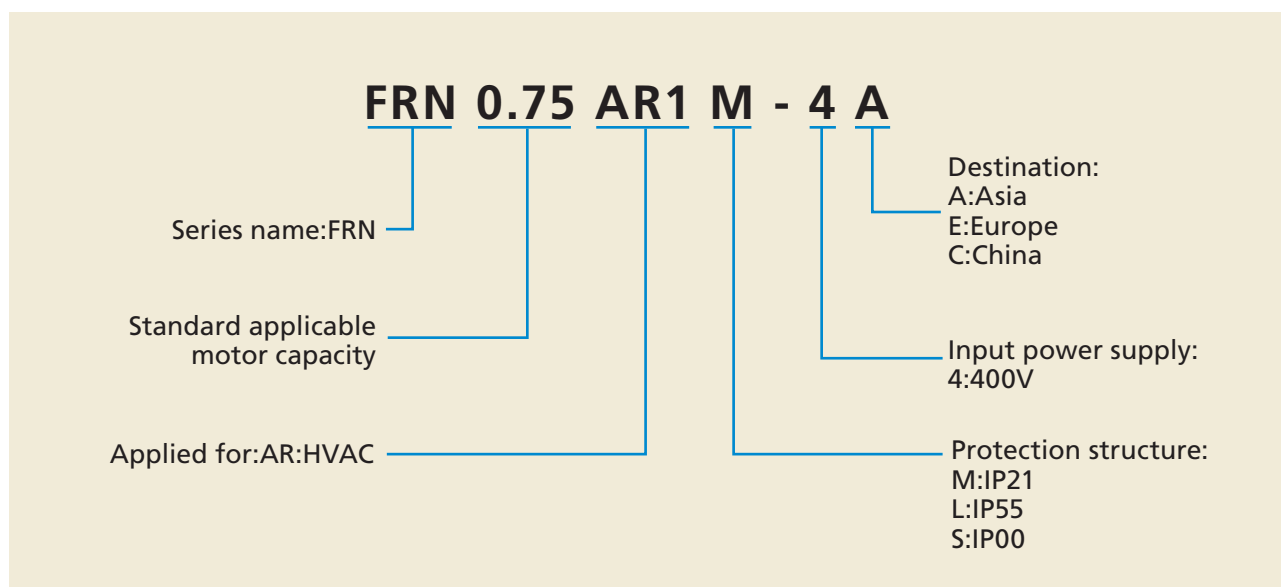 FRN 0.75 AR1 M - 4 A
Series name:FRN
Standard applicable
motor capacity
Applied for:AR:HVAC
Destination:
A:Asia
E:Europe
C:China
Input power supply:
4:400V
Protection structure:
M:IP21
L:IP55
S:IP00